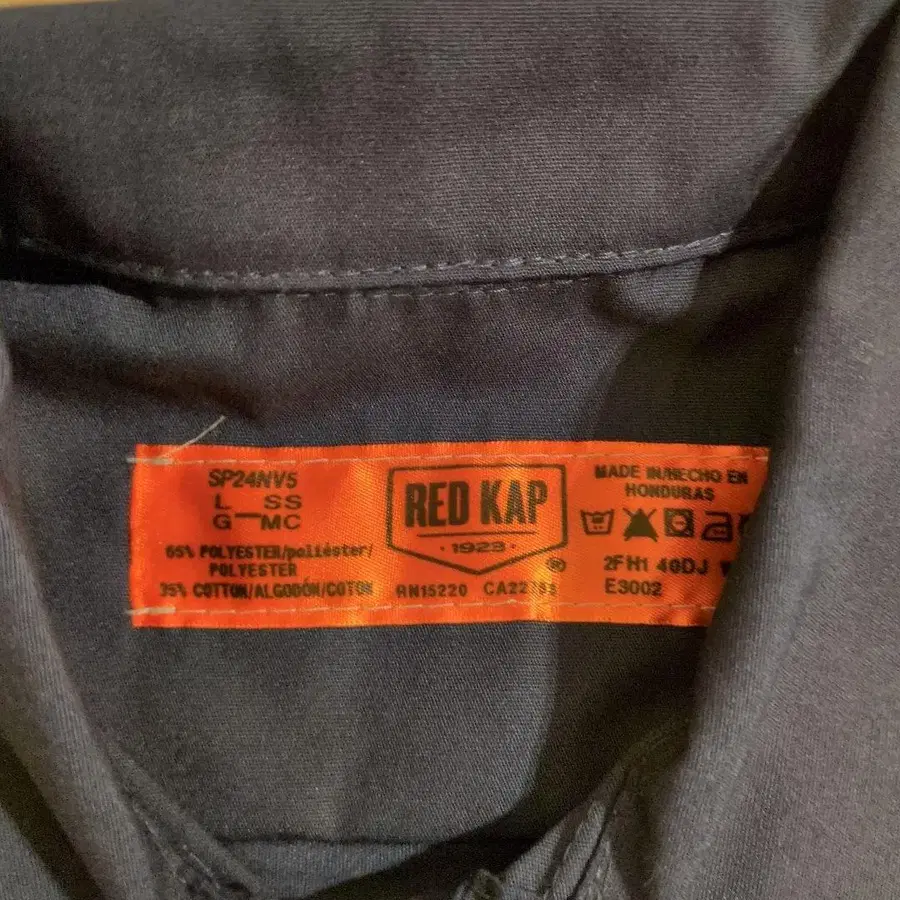 SP24NV5
L — SS
G — MC
65% POLYESTER/poliéster/
POLYESTER
35% COTTON/ALGODÓN/COTON
RED KAP
· 1923 ·
®
RN15220
MADE IN/HECHO EN
HONDURAS
2FH1 40DJ
E3002